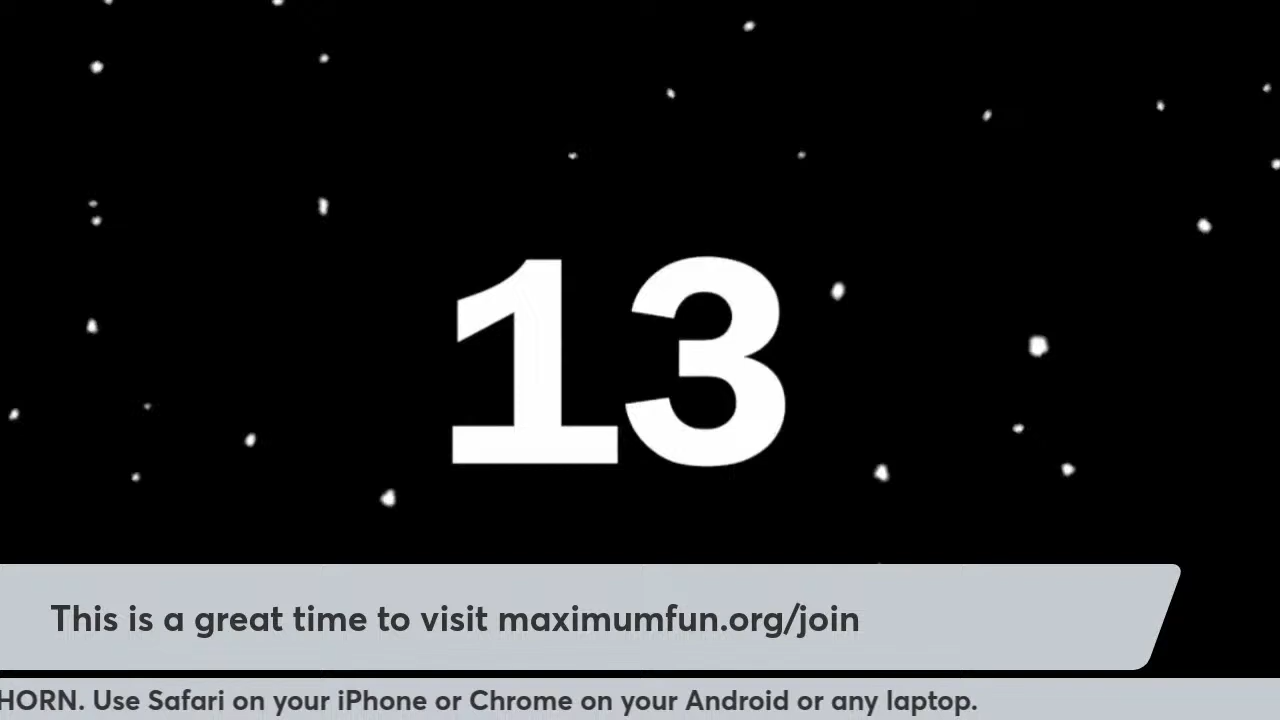 13
This is a great time to visit maximumfun.org/join
HORN. Use Safari on your iPhone or Chrome on your Android or any laptop.